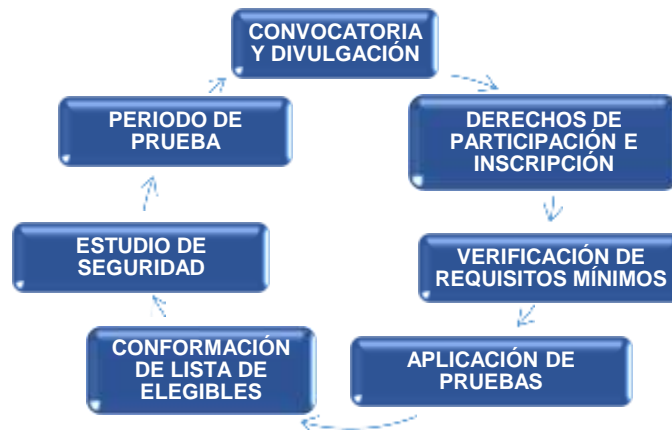 CONVOCATORIA
Y DIVULGACIÓN
DERECHOS DE
PARTICIPACIÓN E
INSCRIPCIÓN
VERIFICACIÓN DE
REQUISITOS MÍNIMOS
APLICACIÓN DE
PRUEBAS
CONFORMACIÓN
DE LISTA DE
ELEGIBLES
ESTUDIO DE
SEGURIDAD
PERIODO DE
PRUEBA